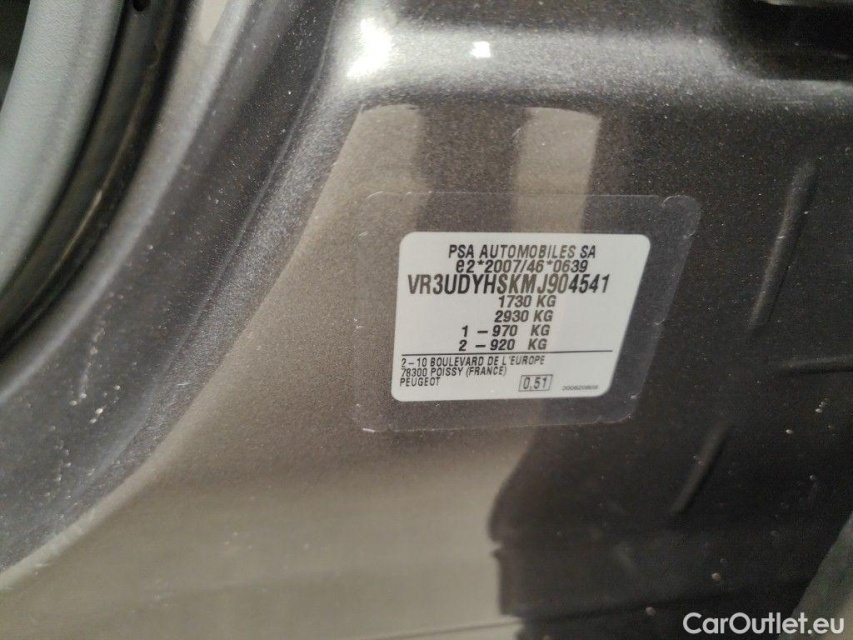 PSA AUTOMOBILES SA
e2*2007/46*0639
VR3UDYHSKMJ904541
1730 KG
2930 KG
1 - 970 KG
2 - 920 KG
2 - 10 BOULEVARD DE L'EUROPE
78300 POISSY (FRANCE)
PEUGEOT
0.51
CarOutlet.eu